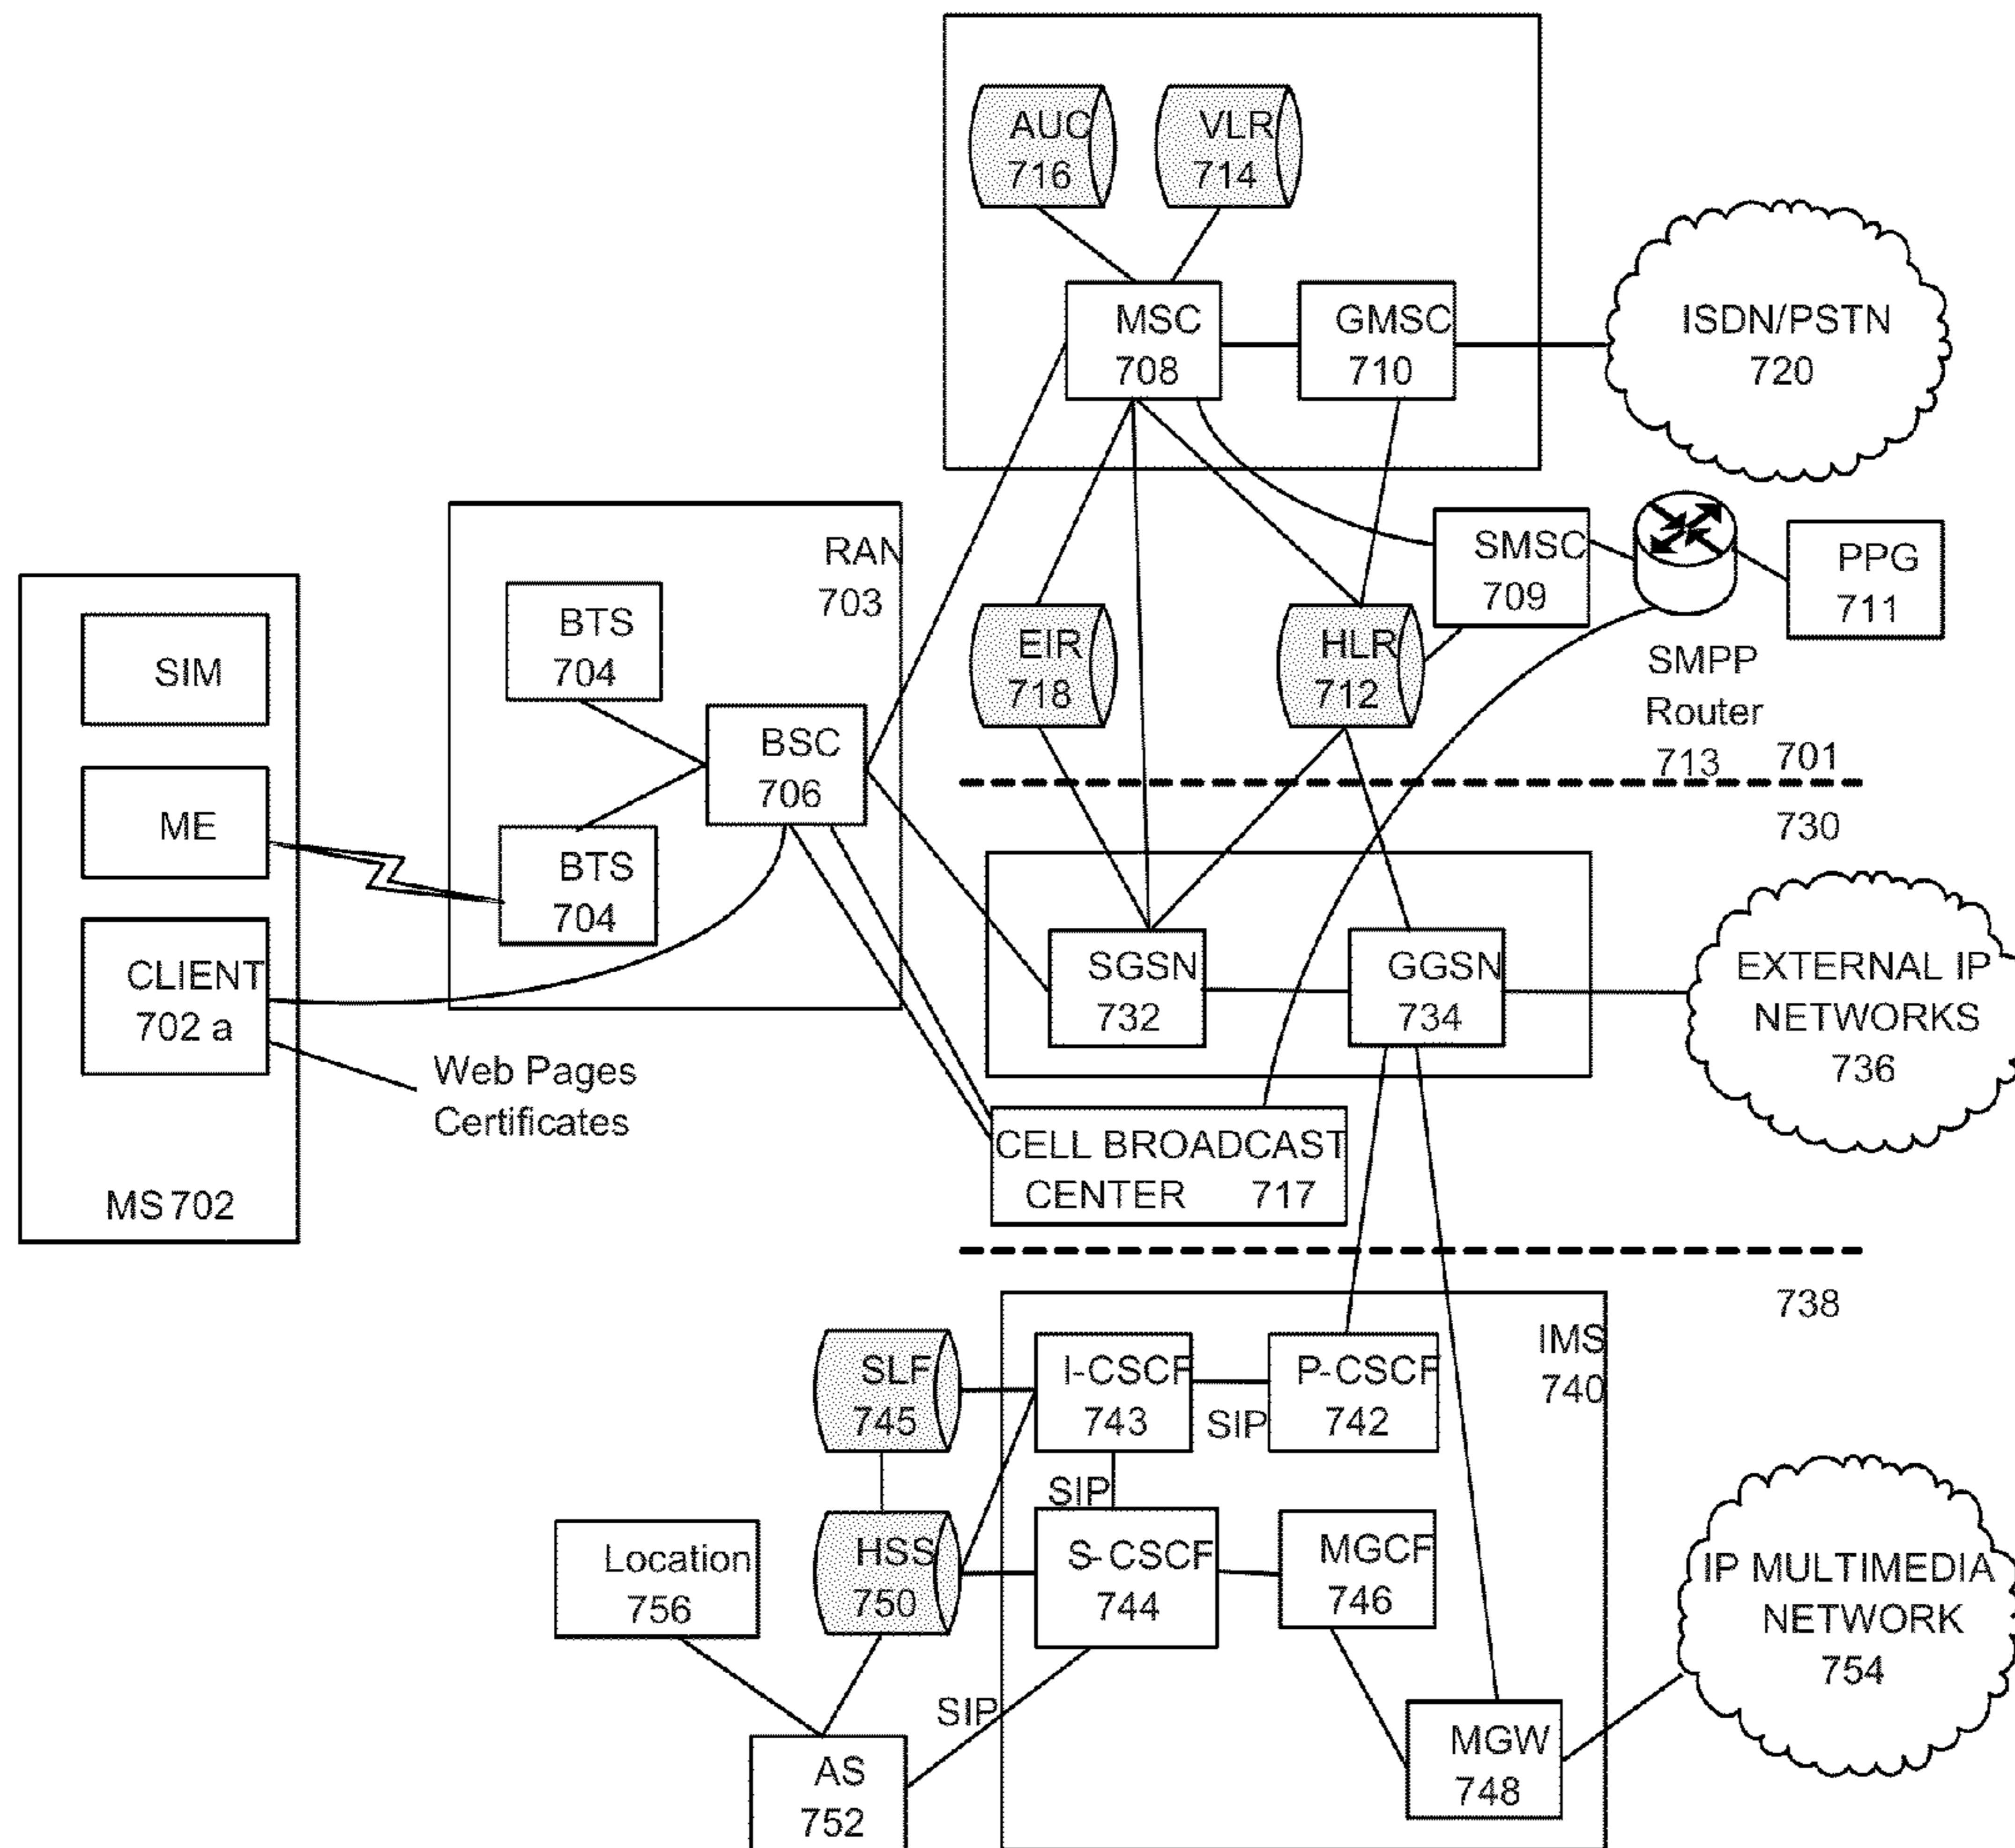 AUC
716
VLR
714
MSC
708
GMSC
710
ISDN/PSTN
720
RAN
703
SMSC
709
PPG
711
BTS
704
EIR
718
HLR
712
SMPP
Router
713
701
SIM
BSC
706
730
ME
BTS
704
SGSN
732
GGSN
734
EXTERNAL IP
NETWORKS
736
CLIENT
702 a
Web Pages
Certificates
CELL BROADCAST
CENTER 717
MS 702
738
IMS
740
SLF
745
I-CSCF
743
SIP
P-CSCF
742
SIP
Location
756
HSS
750
S-CSCF
744
MGCF
746
IP MULTIMEDIA
NETWORK
754
SIP
AS
752
MGW
748